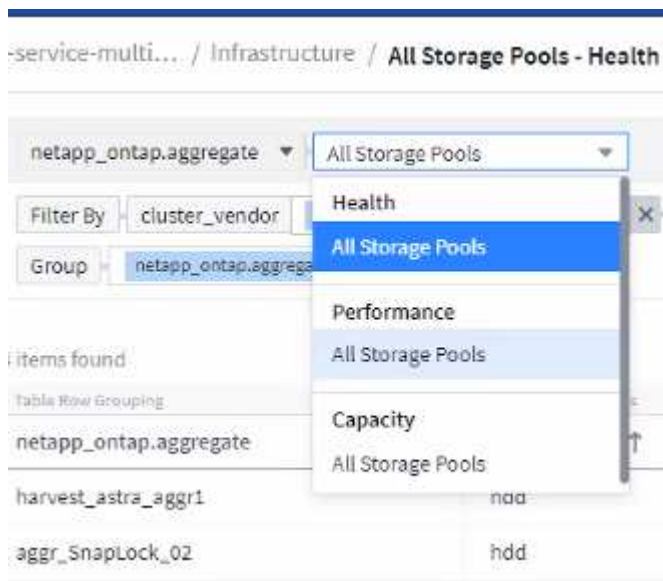 -service-multi... / Infrastructure / All Storage Pools - Health
netapp_ontap.aggregate All Storage Pools
Filter By cluster_vendor
Group netapp_ontap.aggrega
Health
All Storage Pools
Performance
All Storage Pools
Capacity
All Storage Pools
items found
Table Row Grouping
netapp_ontap.aggregate
harvest_astra_aggr1 hdd
aggr_SnapLock_02 hdd